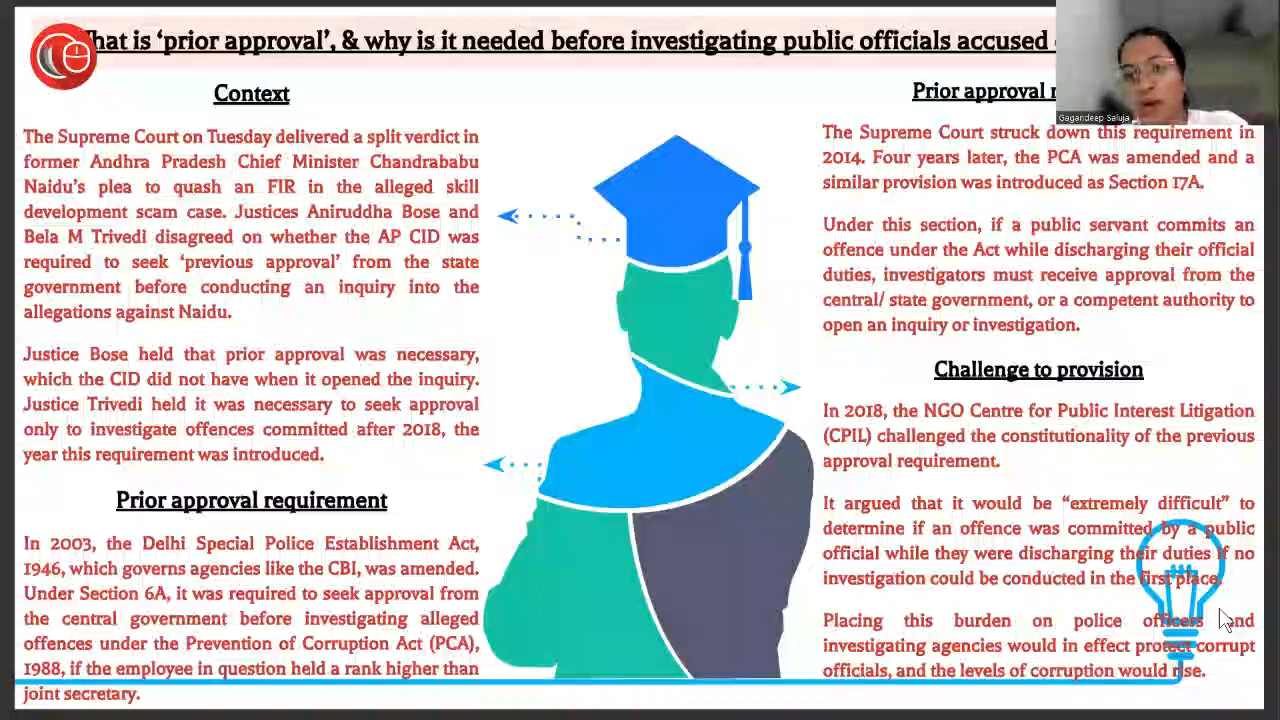 hat is ‘prior approval’, & why is it needed before investigating public officials accused
Context
The Supreme Court on Tuesday delivered a split verdict in
former Andhra Pradesh Chief Minister Chandrababu
Naidu’s plea to quash an FIR in the alleged skill
development scam case. Justices Aniruddha Bose and
Bela M Trivedi disagreed on whether the AP CID was
required to seek ‘previous approval’ from the state
government before conducting an inquiry into the
allegations against Naidu.
Justice Bose held that prior approval was necessary,
which the CID did not have when it opened the inquiry.
Justice Trivedi held it was necessary to seek approval
only to investigate offences committed after 2018, the
year this requirement was introduced.
Prior approval requirement
In 2003, the Delhi Special Police Establishment Act,
1946, which governs agencies like the CBI, was amended.
Under Section 6A, it was required to seek approval from
the central government before investigating alleged
offences under the Prevention of Corruption Act (PCA),
1988, if the employee in question held a rank higher than
joint secretary.
Prior approval
Gagandeep Saluja
The Supreme Court struck down this requirement in
2014. Four years later, the PCA was amended and a
similar provision was introduced as Section 17A.
Under this section, if a public servant commits an
offence under the Act while discharging their official
duties, investigators must receive approval from the
central/ state government, or a competent authority to
open an inquiry or investigation.
Challenge to provision
In 2018, the NGO Centre for Public Interest Litigation
(CPIL) challenged the constitutionality of the previous
approval requirement.
It argued that it would be “extremely difficult” to
determine if an offence was committed by a public
official while they were discharging their duties if no
investigation could be conducted in the first place.
Placing this burden on police officers and
investigating agencies would in effect protect corrupt
officials, and the levels of corruption would rise.